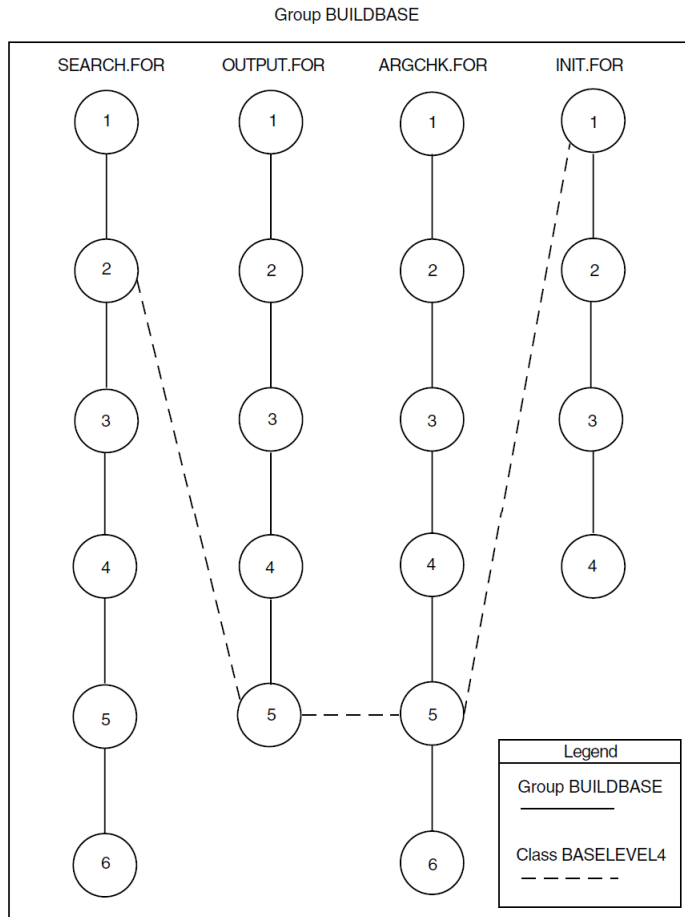 Group BUILDBASE
SEARCH.FOR OUTPUT.FOR ARGCHK.FOR INIT.FOR
1 1 1 1
2 2 2 2
3 3 3 3
4 4 4 4
5 5 5
6 6
Legend
Group BUILDBASE
Class BASELEVEL4